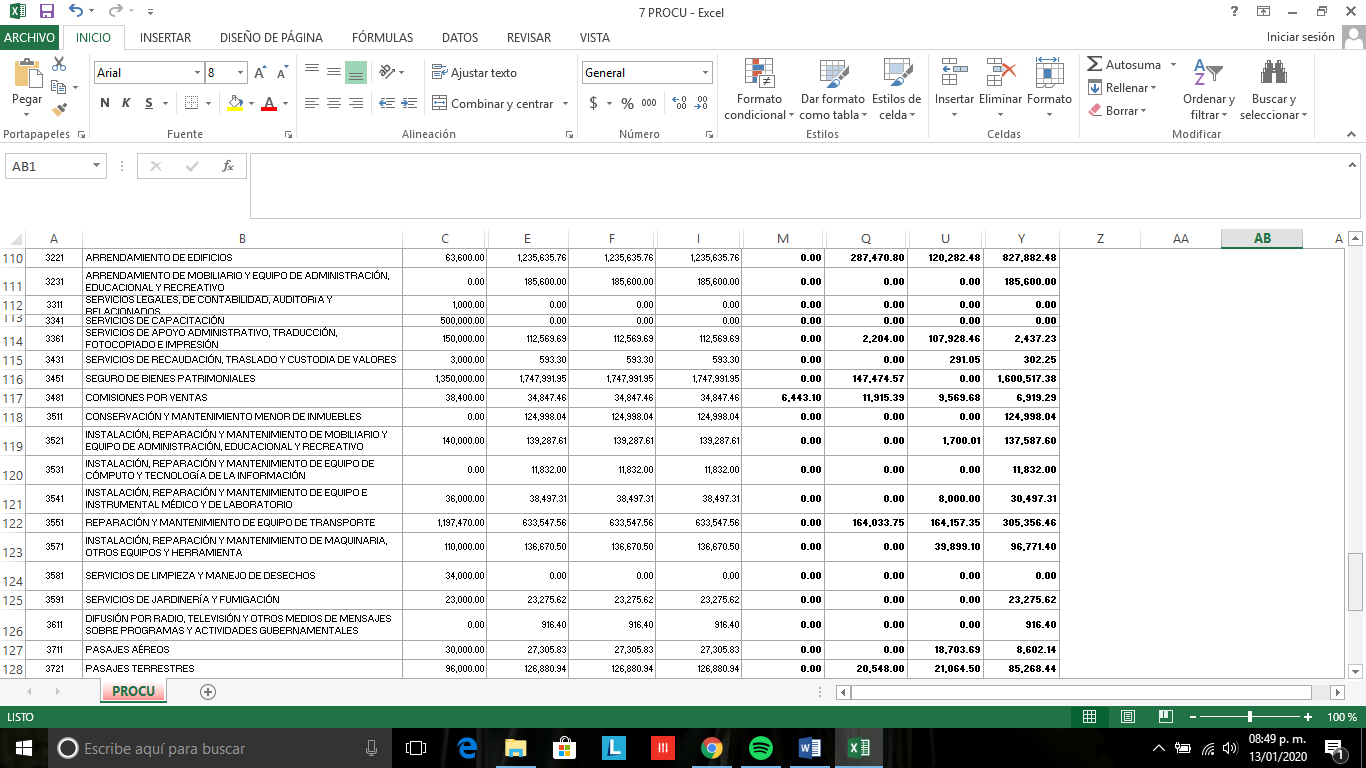 7 PROCU - Excel
ARCHIVO INICIO INSERTAR DISEÑO DE PÁGINA FÓRMULAS DATOS REVISAR VISTA Iniciar sesión
Pegar
Arial 8
N K S
Ajustar texto
Combinar y centrar
General
$ % 000
Formato condicional
Dar formato como tabla
Estilos de celda
Insertar Eliminar Formato
Autosuma
Rellenar
Borrar
Ordenar y filtrar
Buscar y seleccionar
Portapapeles Fuente Alineación Número Estilos Celdas Modificar
AB1 fx
A B C E F I M Q U Y Z AA AB A
110 3221 ARRENDAMIENTO DE EDIFICIOS 63,600.00 1,235,635.76 1,235,635.76 1,235,635.76 0.00 287,470.80 120,282.48 827,882.48
111 3231 ARRENDAMIENTO DE MOBILIARIO Y EQUIPO DE ADMINISTRACIÓN, EDUCACIONAL Y RECREATIVO 0.00 185,600.00 185,600.00 185,600.00 0.00 0.00 0.00 185,600.00
112 3311 SERVICIOS LEGALES, DE CONTABILIDAD, AUDITORÍA Y RELACIONADOS 1,000.00 0.00 0.00 0.00 0.00 0.00 0.00 0.00
113 3341 SERVICIOS DE CAPACITACIÓN 500,000.00 0.00 0.00 0.00 0.00 0.00 0.00 0.00
114 3361 SERVICIOS DE APOYO ADMINISTRATIVO, TRADUCCIÓN, FOTOCOPIADO E IMPRESIÓN 150,000.00 112,569.69 112,569.69 112,569.69 0.00 2,204.00 107,928.46 2,437.23
115 3431 SERVICIOS DE RECAUDACIÓN, TRASLADO Y CUSTODIA DE VALORES 3,000.00 593.30 593.30 593.30 0.00 0.00 291.05 302.25
116 3451 SEGURO DE BIENES PATRIMONIALES 1,350,000.00 1,747,991.95 1,747,991.95 1,747,991.95 0.00 147,474.57 0.00 1,600,517.38
117 3481 COMISIONES POR VENTAS 38,400.00 34,847.46 34,847.46 34,847.46 6,443.10 11,915.39 9,569.68 6,919.29
118 3511 CONSERVACIÓN Y MANTENIMIENTO MENOR DE INMUEBLES 0.00 124,998.04 124,998.04 124,998.04 0.00 0.00 0.00 124,998.04
119 3521 INSTALACIÓN, REPARACIÓN Y MANTENIMIENTO DE MOBILIARIO Y EQUIPO DE ADMINISTRACIÓN, EDUCACIONAL Y RECREATIVO 140,000.00 139,287.61 139,287.61 139,287.61 0.00 0.00 1,700.01 137,587.60
120 3531 INSTALACIÓN, REPARACIÓN Y MANTENIMIENTO DE EQUIPO DE CÓMPUTO Y TECNOLOGÍA DE LA INFORMACIÓN 0.00 11,832.00 11,832.00 11,832.00 0.00 0.00 0.00 11,832.00
121 3541 INSTALACIÓN, REPARACIÓN Y MANTENIMIENTO DE EQUIPO E INSTRUMENTAL MÉDICO Y DE LABORATORIO 36,000.00 38,497.31 38,497.31 38,497.31 0.00 0.00 8,000.00 30,497.31
122 3551 REPARACIÓN Y MANTENIMIENTO DE EQUIPO DE TRANSPORTE 1,197,470.00 633,547.56 633,547.56 633,547.56 0.00 164,033.75 164,157.35 305,356.46
123 3571 INSTALACIÓN, REPARACIÓN Y MANTENIMIENTO DE MAQUINARIA, OTROS EQUIPOS Y HERRAMIENTA 110,000.00 136,670.50 136,670.50 136,670.50 0.00 0.00 39,899.10 96,771.40
124 3581 SERVICIOS DE LIMPIEZA Y MANEJO DE DESECHOS 34,000.00 0.00 0.00 0.00 0.00 0.00 0.00 0.00
125 3591 SERVICIOS DE JARDINERÍA Y FUMIGACIÓN 23,000.00 23,275.62 23,275.62 23,275.62 0.00 0.00 0.00 23,275.62
126 3611 DIFUSIÓN POR RADIO, TELEVISIÓN Y OTROS MEDIOS DE MENSAJES SOBRE PROGRAMAS Y ACTIVIDADES GUBERNAMENTALES 0.00 916.40 916.40 916.40 0.00 0.00 0.00 916.40
127 3711 PASAJES AÉREOS 30,000.00 27,305.83 27,305.83 27,305.83 0.00 0.00 18,703.69 8,602.14
128 3721 PASAJES TERRESTRES 96,000.00 126,880.94 126,880.94 126,880.94 0.00 20,548.00 21,064.50 85,268.44
PROCU
LISTO 100 %
Escribe aquí para buscar
08:49 p. m.
13/01/2020
1